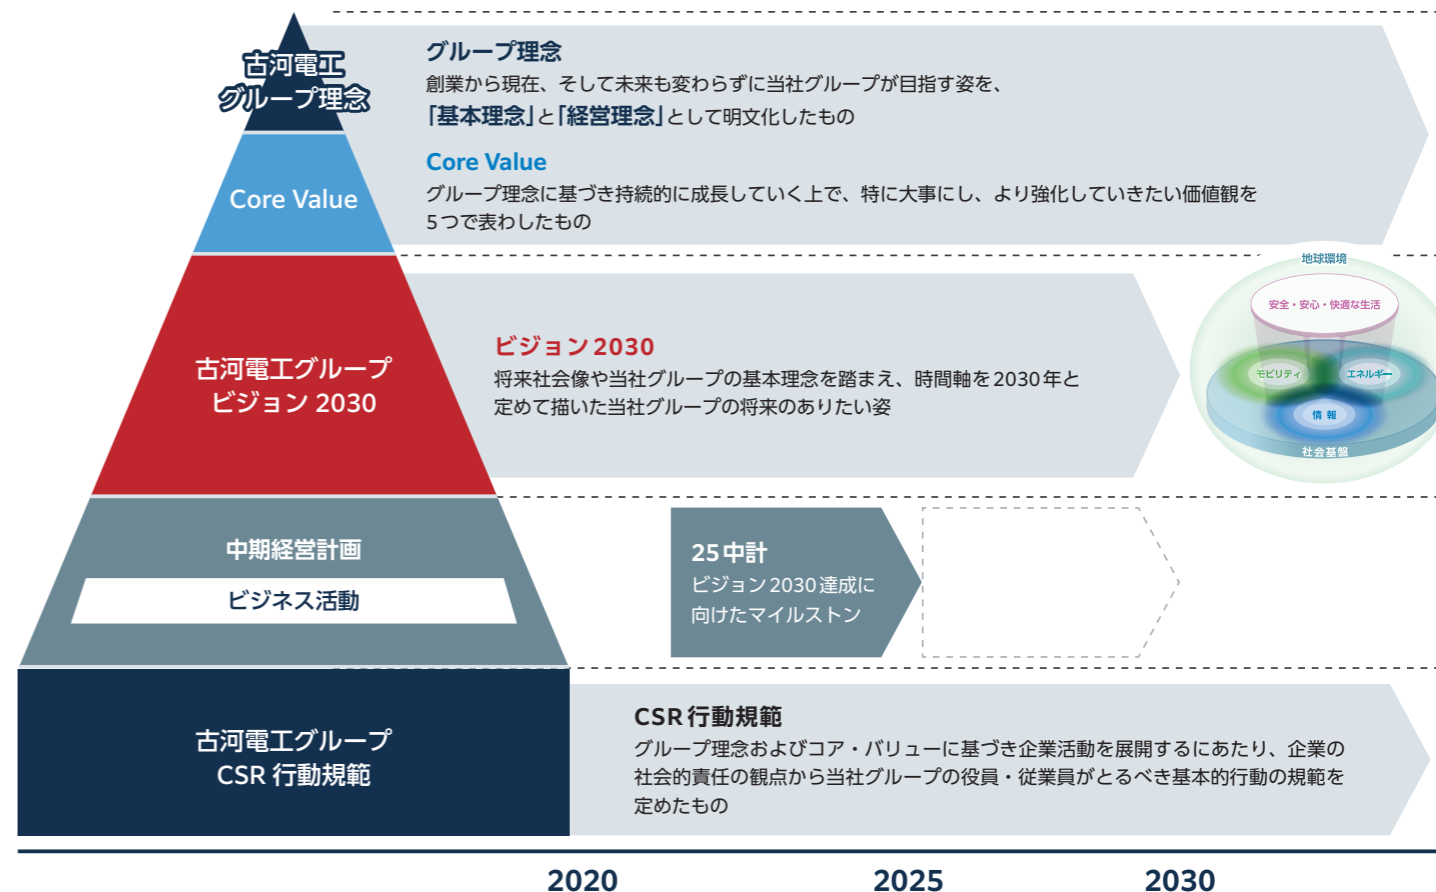 古河電工
グループ理念
グループ理念
創業から現在、そして未来も変わらずに当社グループが目指す姿を、
「基本理念」と「経営理念」として明文化したもの
Core Value
Core Value
グループ理念に基づき持続的に成長していく上で、特に大事にし、より強化していきたい価値観を
5つで表わしたもの
古河電工グループ
ビジョン 2030
ビジョン2030
将来社会像や当社グループの基本理念を踏まえ、時間軸を2030年と
定めて描いた当社グループの将来のありたい姿
地球環境
安全・安心・快適な生活
モビリティ
エネルギー
情 報
社会基盤
中期経営計画
ビジネス活動
25中計
ビジョン2030達成に
向けたマイルストン
古河電工グループ
CSR 行動規範
CSR行動規範
グループ理念およびコア・バリューに基づき企業活動を展開するにあたり、企業の
社会的責任の観点から当社グループの役員・従業員がとるべき基本的行動の規範を
定めたもの
2020
2025
2030